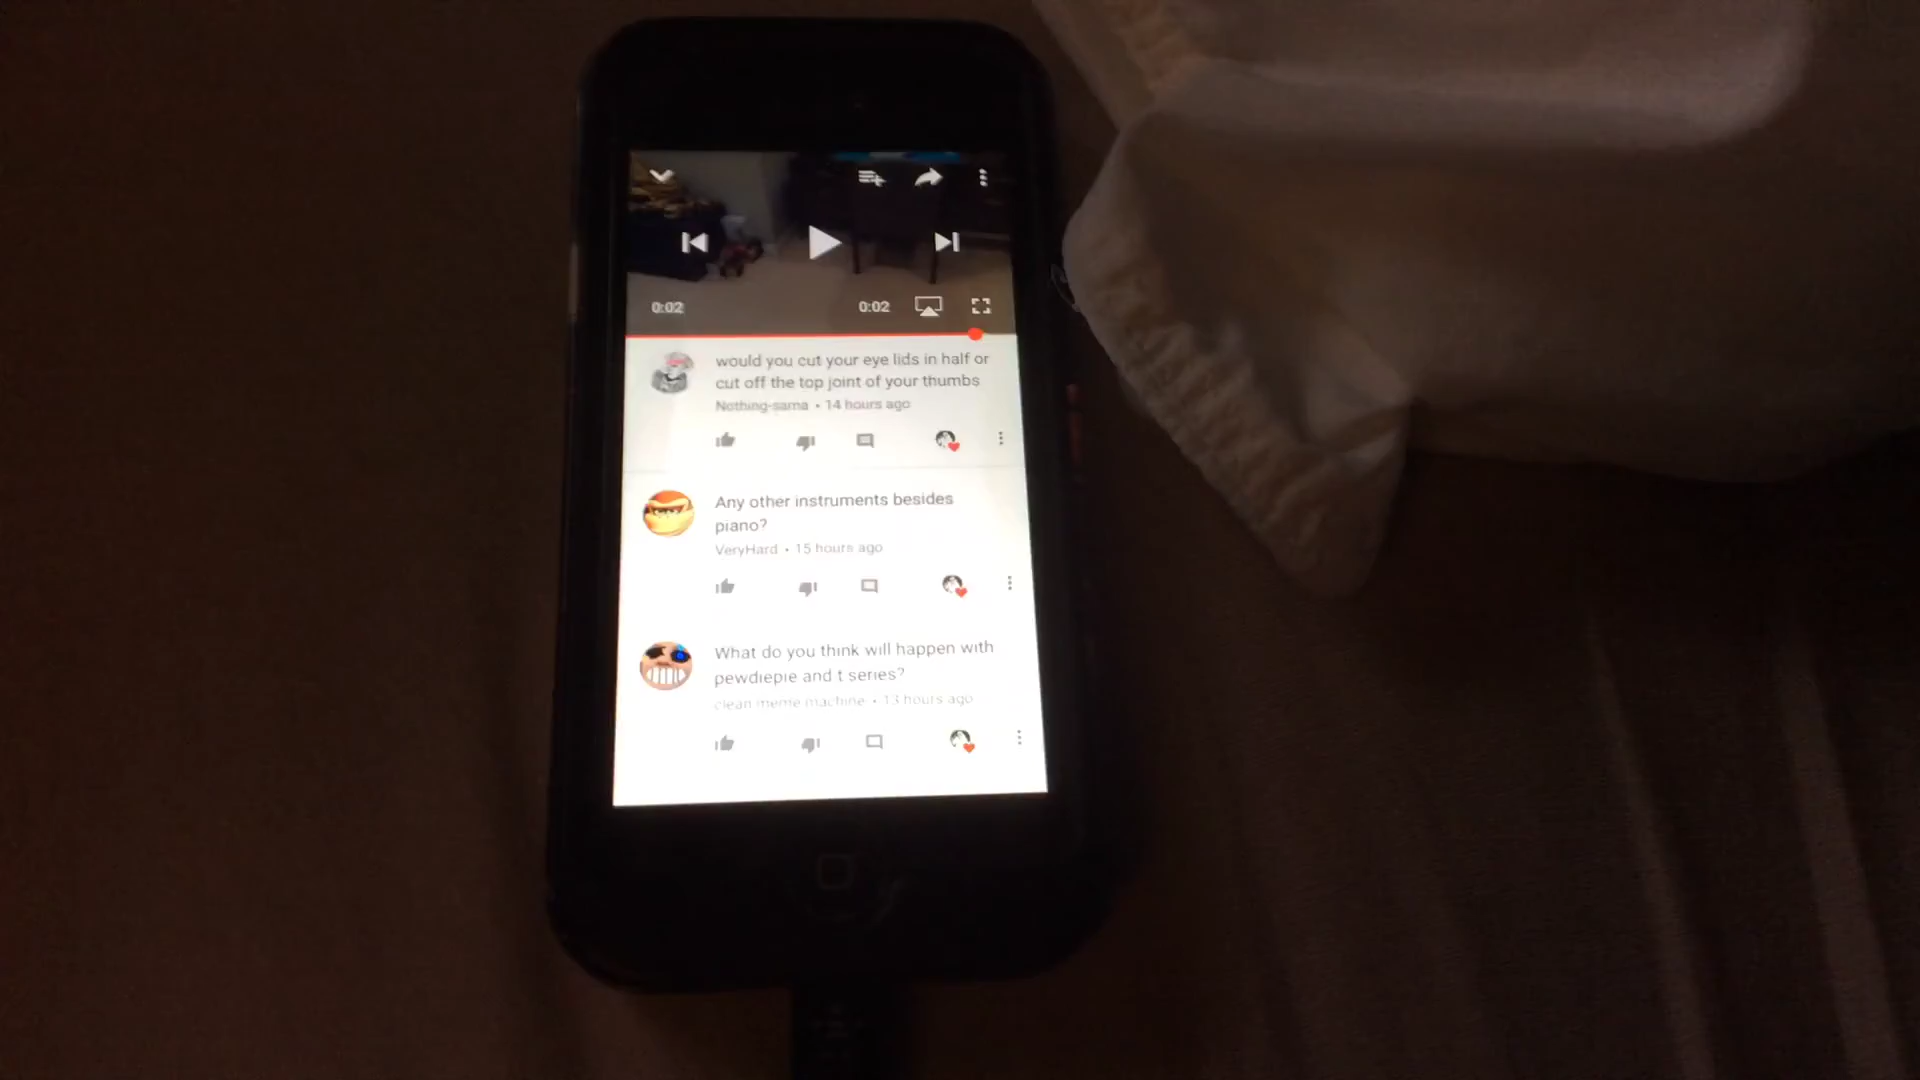 0:02
0:02
would you cut your eye lids in half or
cut off the top joint of your thumbs
Nothing-sama • 14 hours ago
Any other instruments besides
piano?
VeryHard • 15 hours ago
What do you think will happen with
pewdiepie and t series?
clean meme machine • 13 hours ago